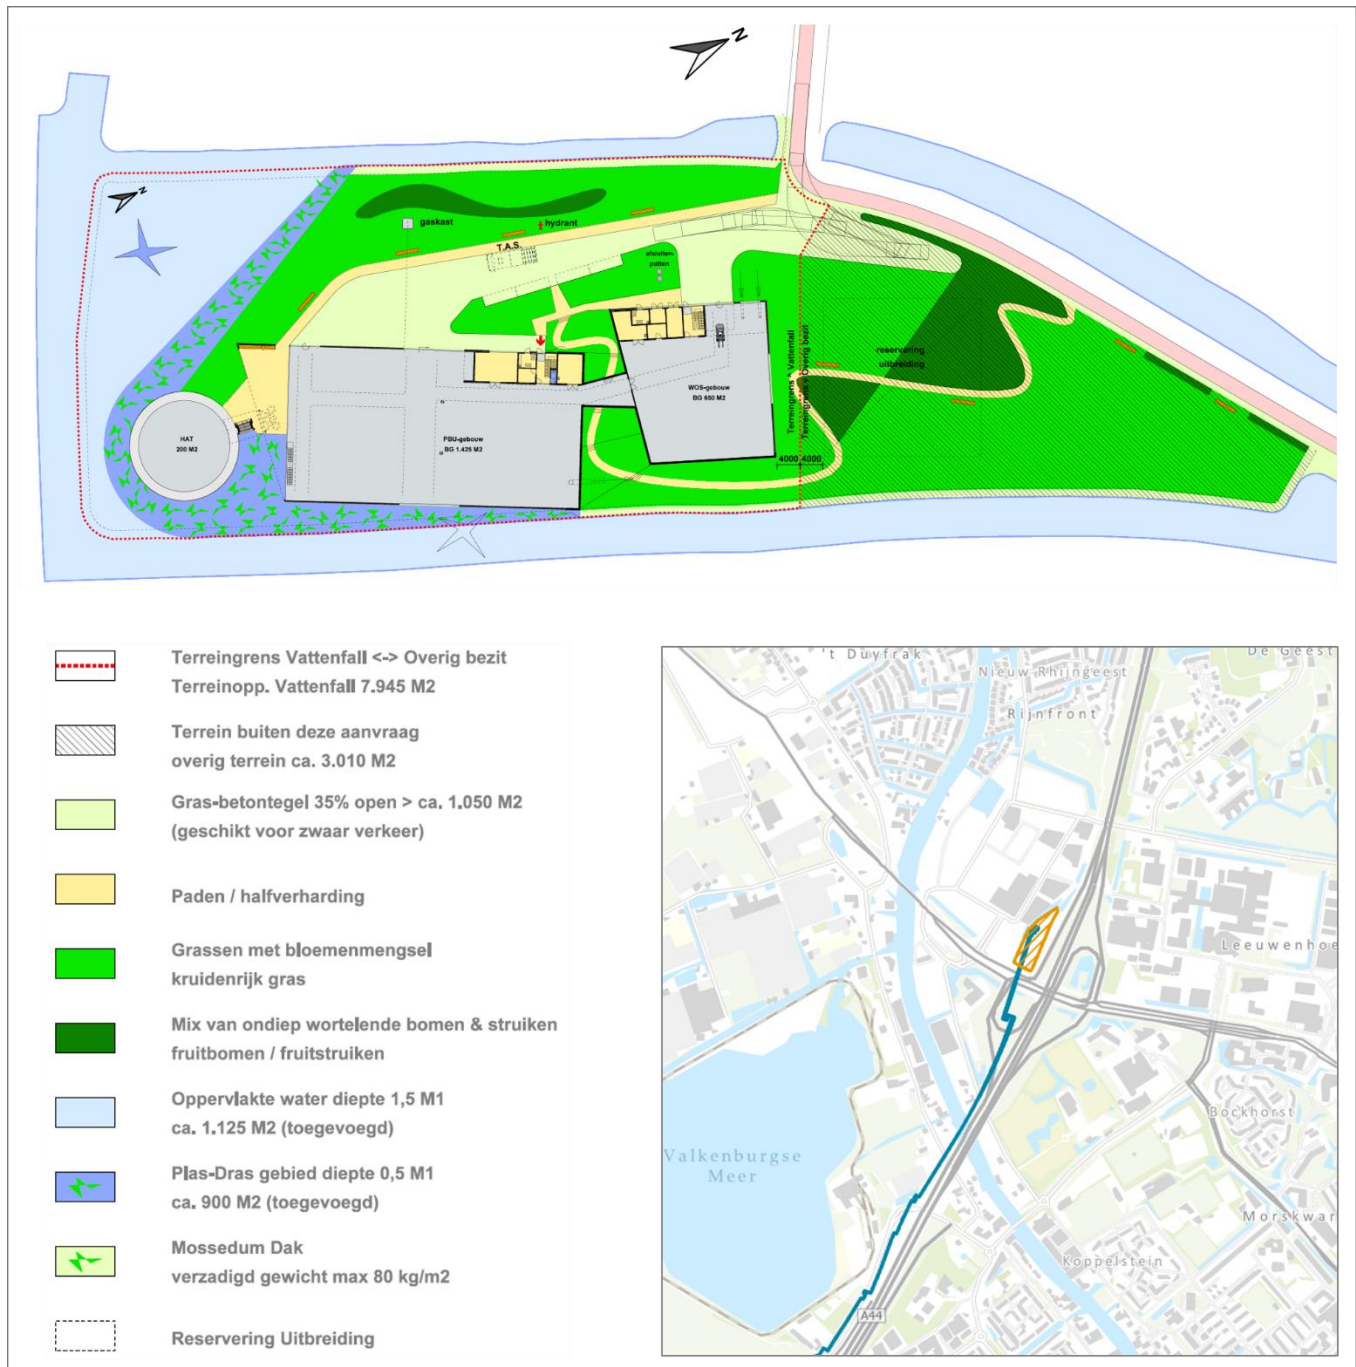 N
N
gaskast
hydrant
T.A.S.
afsluiter-
putten
reservering
uitbreiding
Terreingrens ^ Vattenfall
Terreingrens v Overig bezit
WOS-gebouw
BG 650 M2
HAT
200 M2
PBU-gebouw
BG 1.425 M2
4000 4000
Terreingrens Vattenfall <-> Overig bezit
Terreinopp. Vattenfall 7.945 M2
Terrein buiten deze aanvraag
overig terrein ca. 3.010 M2
Gras-betontegel 35% open > ca. 1.050 M2
(geschikt voor zwaar verkeer)
Paden / halfverharding
Grassen met bloemenmengsel
kruidenrijk gras
Mix van ondiep wortelende bomen & struiken
fruitbomen / fruitstruiken
Oppervlakte water diepte 1,5 M1
ca. 1.125 M2 (toegevoegd)
Plas-Dras gebied diepte 0,5 M1
ca. 900 M2 (toegevoegd)
Mossedum Dak
verzadigd gewicht max 80 kg/m2
Reservering Uitbreiding
't Duyfrak
De Geest
Nieuw Rhijngeest
Rijnfront
Leeuwenhoe
Bockhorst
Valkenburgse
Meer
Morskwar
Koppelstein
A44